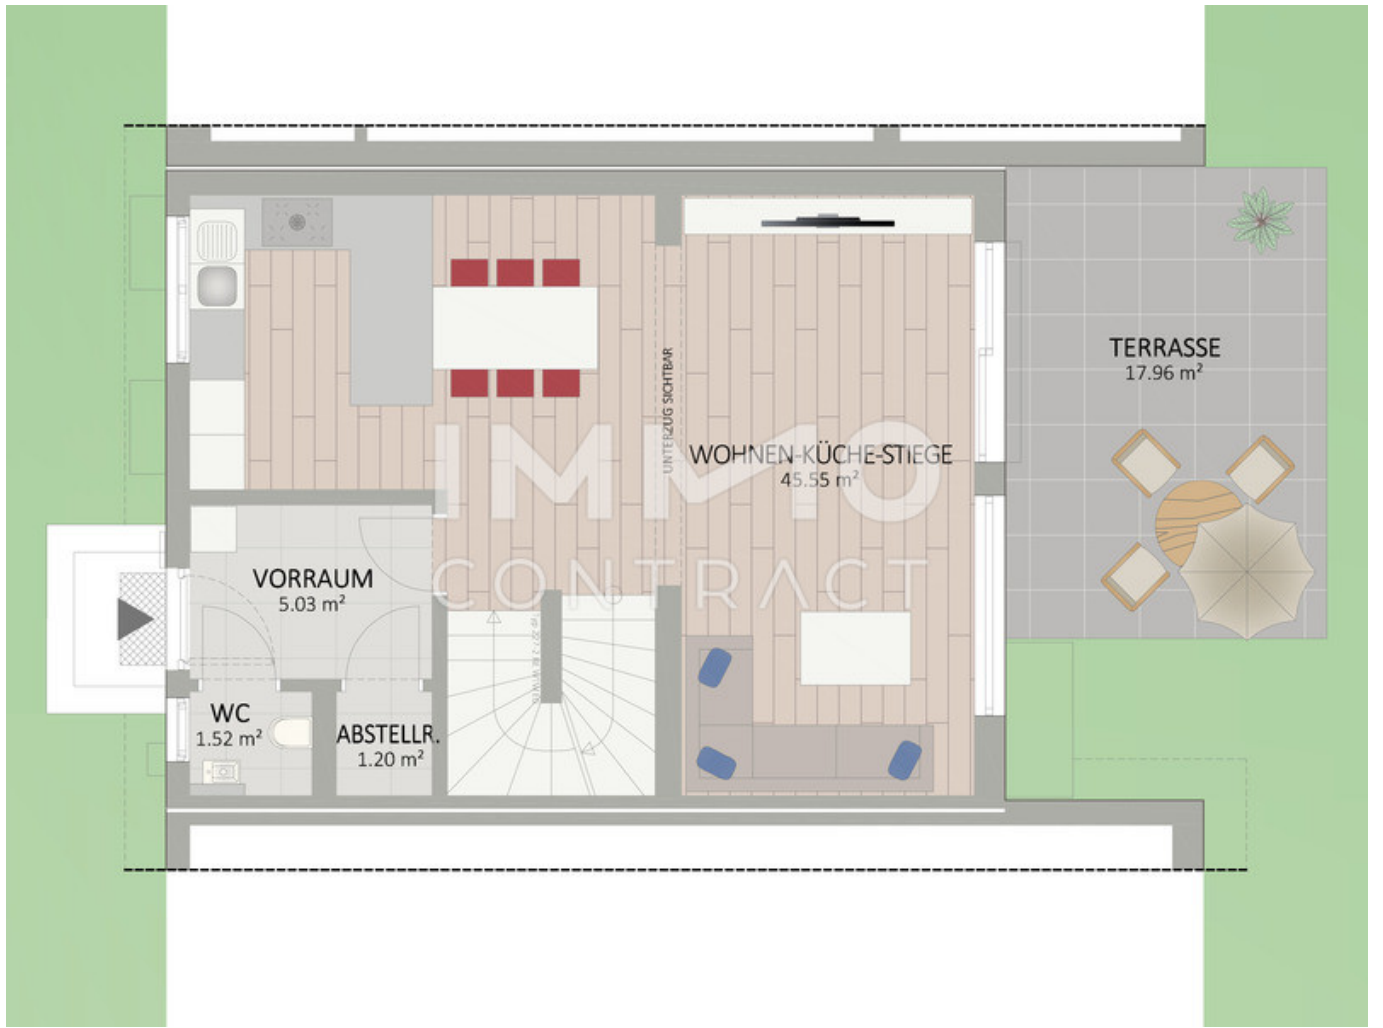 TERRASSE
17.96 m²
UNTERZUG SICHTBAR
WOHNEN-KÜCHE-STIEGE
45.55 m²
IMMO
CONTRACT
VORRAUM
5.03 m²
WC
1.52 m²
ABSTELLR.
1.20 m²